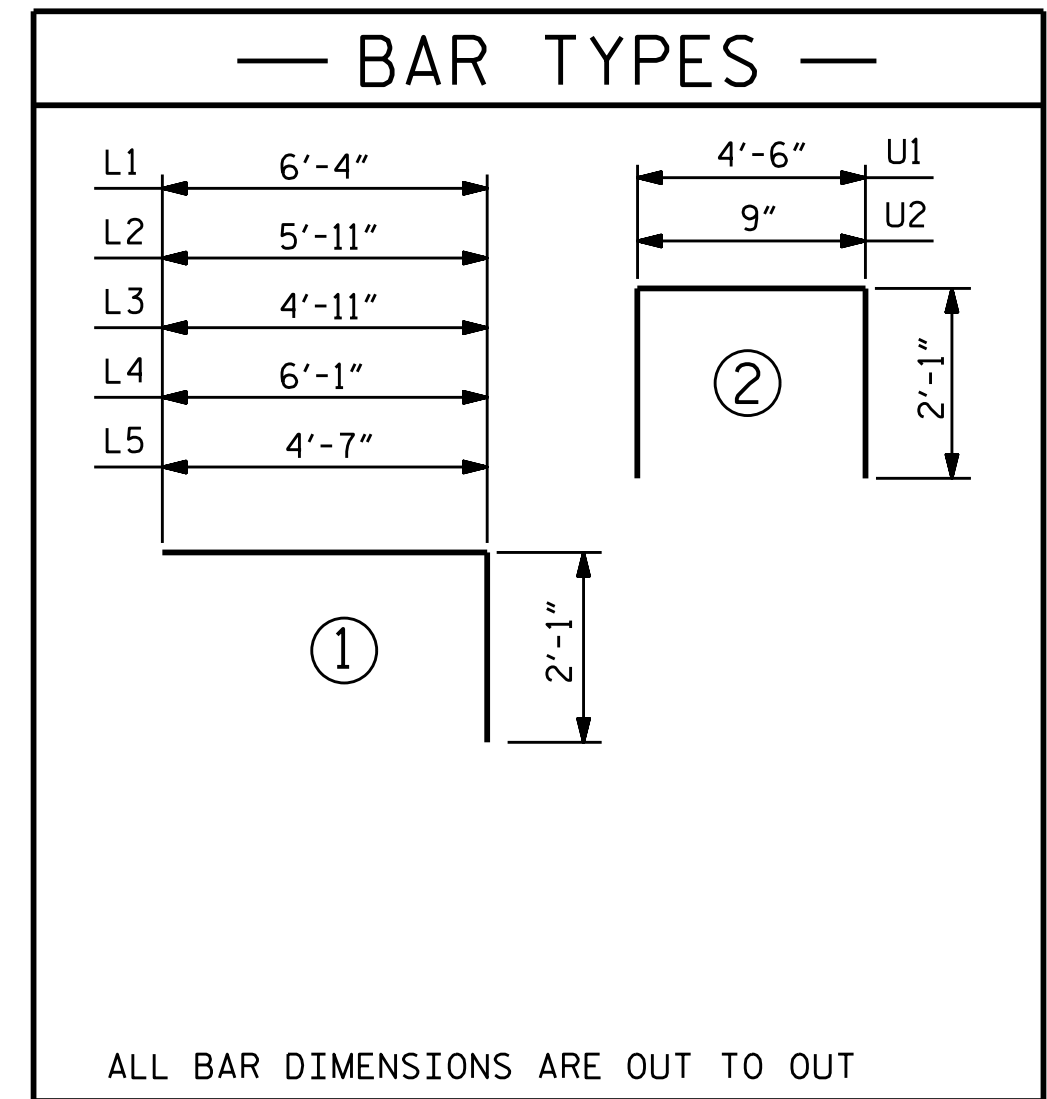 — BAR TYPES —
L1 6'-4"
L2 5'-11"
L3 4'-11"
L4 6'-1"
L5 4'-7"
2'-1"
1
4'-6" U1
9" U2
2'-1"
2
ALL BAR DIMENSIONS ARE OUT TO OUT